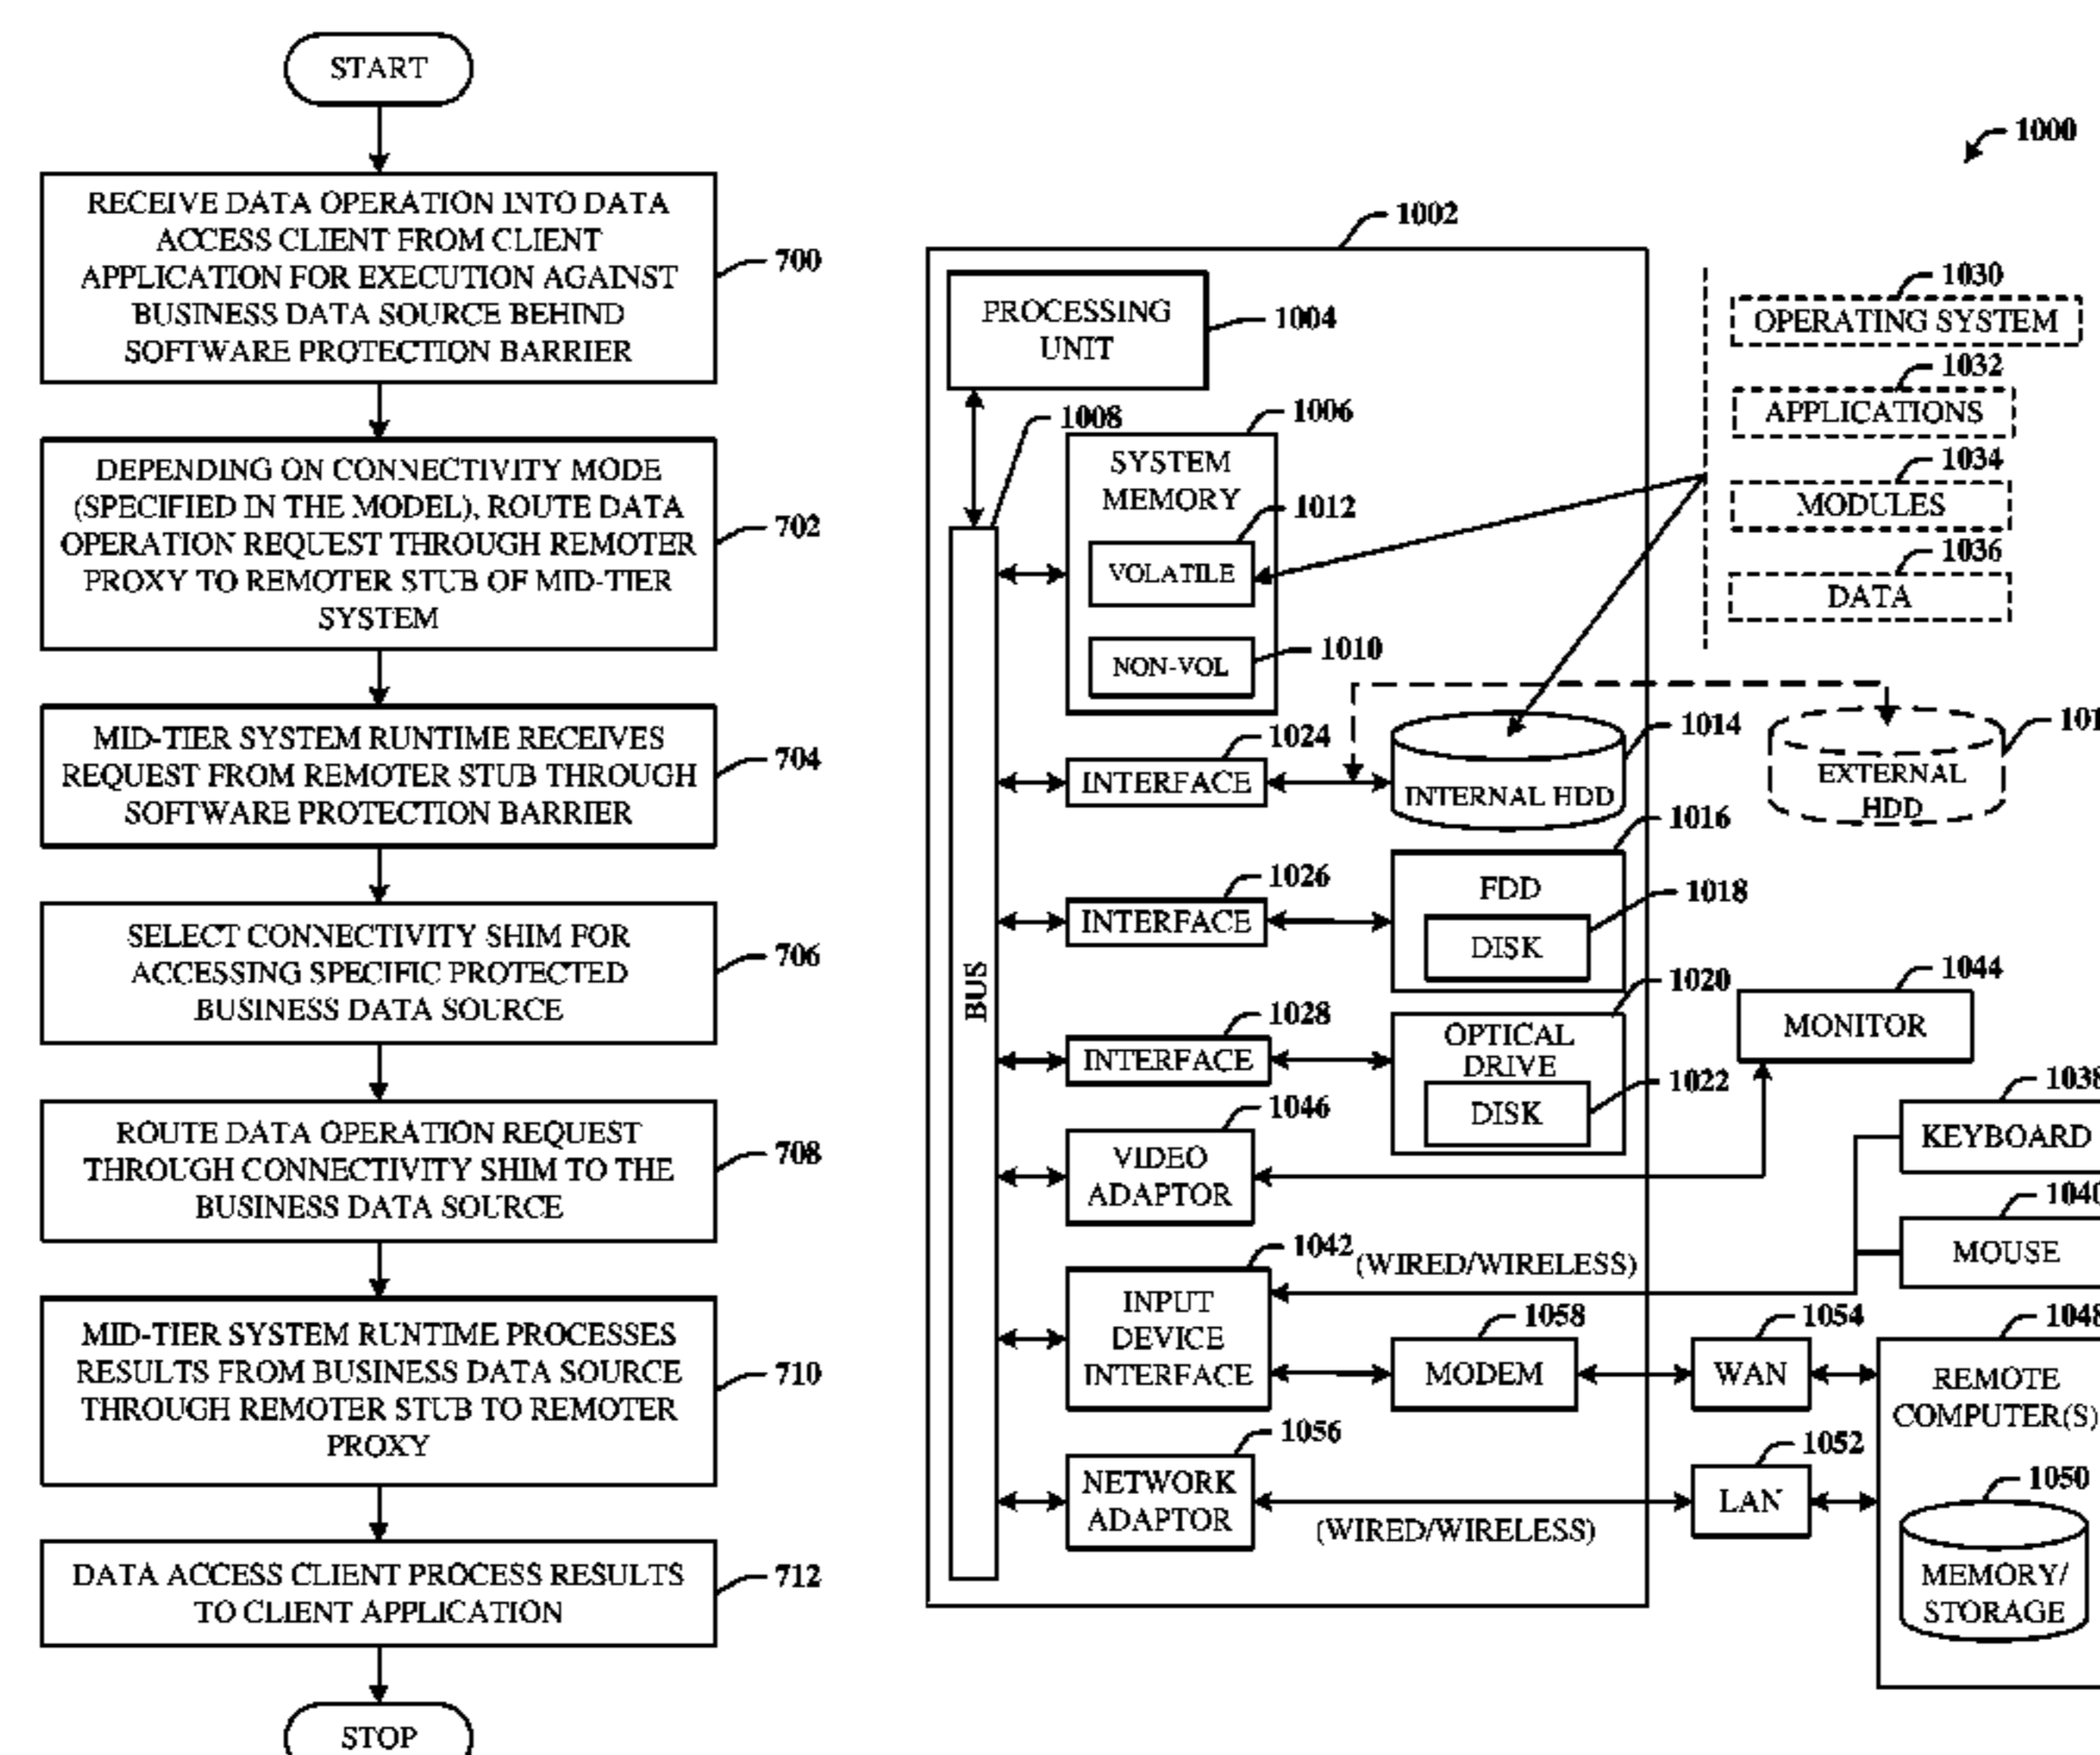 START
RECEIVE DATA OPERATION INTO DATA
ACCESS CLIENT FROM CLIENT
APPLICATION FOR EXECUTION AGAINST
BUSINESS DATA SOURCE BEHIND
SOFTWARE PROTECTION BARRIER
700
DEPENDING ON CONNECTIVITY MODE
(SPECIFIED IN THE MODEL), ROUTE DATA
OPERATION REQUEST THROUGH REMOTER
PROXY TO REMOTER STUB OF MID-TIER
SYSTEM
702
MID-TIER SYSTEM RUNTIME RECEIVES
REQUEST FROM REMOTER STUB THROUGH
SOFTWARE PROTECTION BARRIER
704
SELECT CONNECTIVITY SHIM FOR
ACCESSING SPECIFIC PROTECTED
BUSINESS DATA SOURCE
706
ROUTE DATA OPERATION REQUEST
THROUGH CONNECTIVITY SHIM TO THE
BUSINESS DATA SOURCE
708
MID-TIER SYSTEM RUNTIME PROCESSES
RESULTS FROM BUSINESS DATA SOURCE
THROUGH REMOTER STUB TO REMOTER
PROXY
710
DATA ACCESS CLIENT PROCESS RESULTS
TO CLIENT APPLICATION
712
STOP
1000
1002
PROCESSING
UNIT
1004
1008
1006
SYSTEM
MEMORY
1012
VOLATILE
1010
NON-VOL
1030
OPERATING SYSTEM
1032
APPLICATIONS
1034
MODULES
1036
DATA
BUS
1024
INTERFACE
1014
INTERNAL HDD
EXTERNAL
HDD
1026
INTERFACE
1016
FDD
1018
DISK
1028
INTERFACE
1020
OPTICAL
DRIVE
1022
DISK
1044
MONITOR
1046
VIDEO
ADAPTOR
1038
KEYBOARD
1040
MOUSE
1042
(WIRED/WIRELESS)
INPUT
DEVICE
INTERFACE
1058
MODEM
1054
WAN
1048
REMOTE
COMPUTER(S)
1056
NETWORK
ADAPTOR
(WIRED/WIRELESS)
1052
LAN
1050
MEMORY/
STORAGE